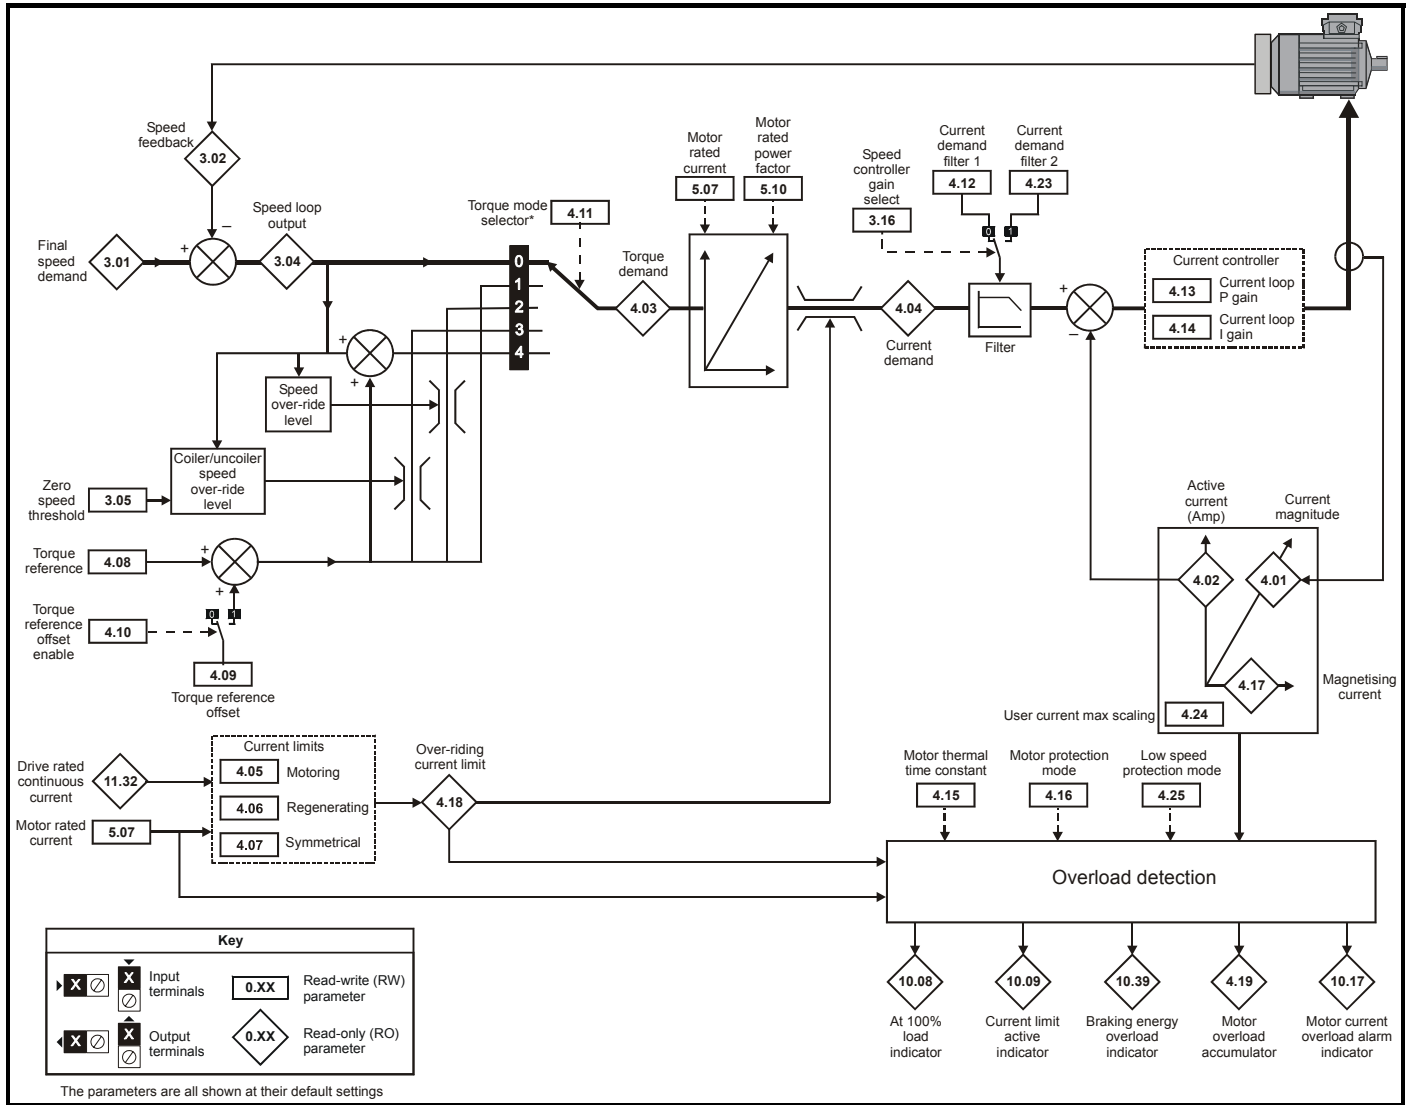 Speed
feedback
3.02
Final
speed
demand
+
–
3.01
Speed loop
output
3.04
Torque mode
selector*
4.11
0
1
2
3
4
Torque
demand
4.03
Motor
rated
current
5.07
Motor
rated
power
factor
5.10
Speed
controller
gain
select
3.16
Current
demand
filter 1
4.12
Current
demand
filter 2
4.23
0
1
4.04
Current
demand
Filter
+
–
Current controller
4.13
Current loop
P gain
4.14
Current loop
I gain
+
+
Speed
over-ride
level
Coiler/uncoiler
speed
over-ride
level
Zero
speed
threshold
3.05
Torque
reference
4.08
+
+
Torque
reference
offset
enable
4.10
0
1
4.09
Torque reference
offset
Active
current
(Amp)
Current
magnitude
4.02
4.01
4.17
Magnetising
current
User current max scaling
4.24
Drive rated
continuous
current
11.32
Motor rated
current
5.07
Current limits
4.05
Motoring
4.06
Regenerating
4.07
Symmetrical
Over-riding
current limit
4.18
Motor thermal
time constant
4.15
Motor protection
mode
4.16
Low speed
protection mode
4.25
Overload detection
10.08
At 100%
load
indicator
10.09
Current limit
active
indicator
10.39
Braking energy
overload
indicator
4.19
Motor
overload
accumulator
10.17
Motor current
overload alarm
indicator
Key
X
X
Input
terminals
0.XX
Read-write (RW)
parameter
X
X
Output
terminals
0.XX
Read-only (RO)
parameter
The parameters are all shown at their default settings